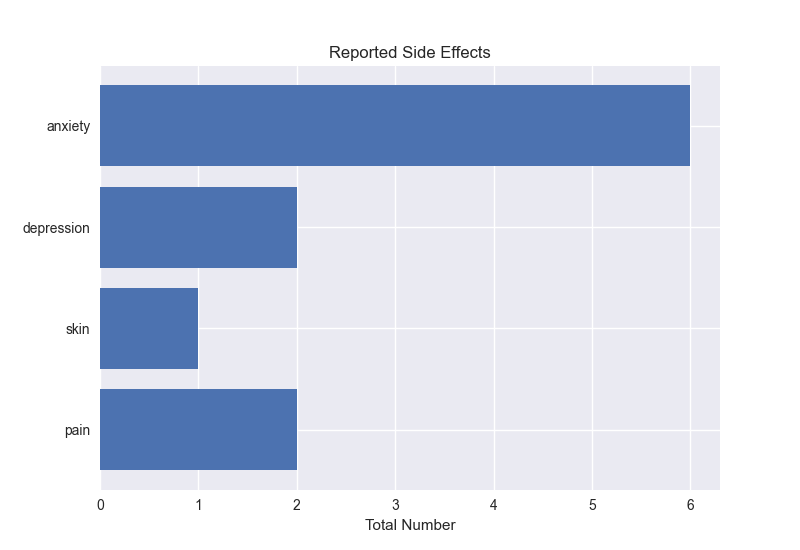 Reported Side Effects
anxiety
depression
skin
pain
0 1 2 3 4 5 6
Total Number